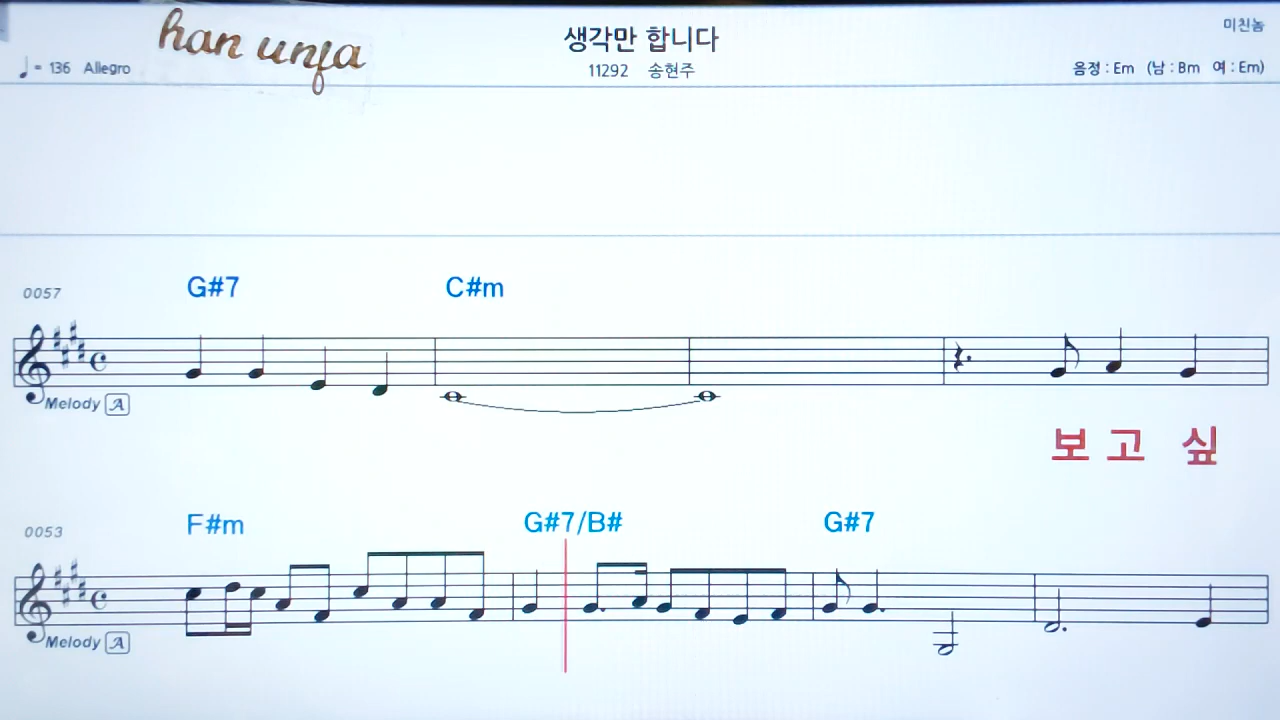 han unfa
생각만 합니다
미친놈
♩= 136 Allegro
11292 송현주
음정 : Em (남 : Bm 여 : Em)
0057
G#7 C#m
Melody A
보 고 싶
0053
F#m G#7/B# G#7
Melody A